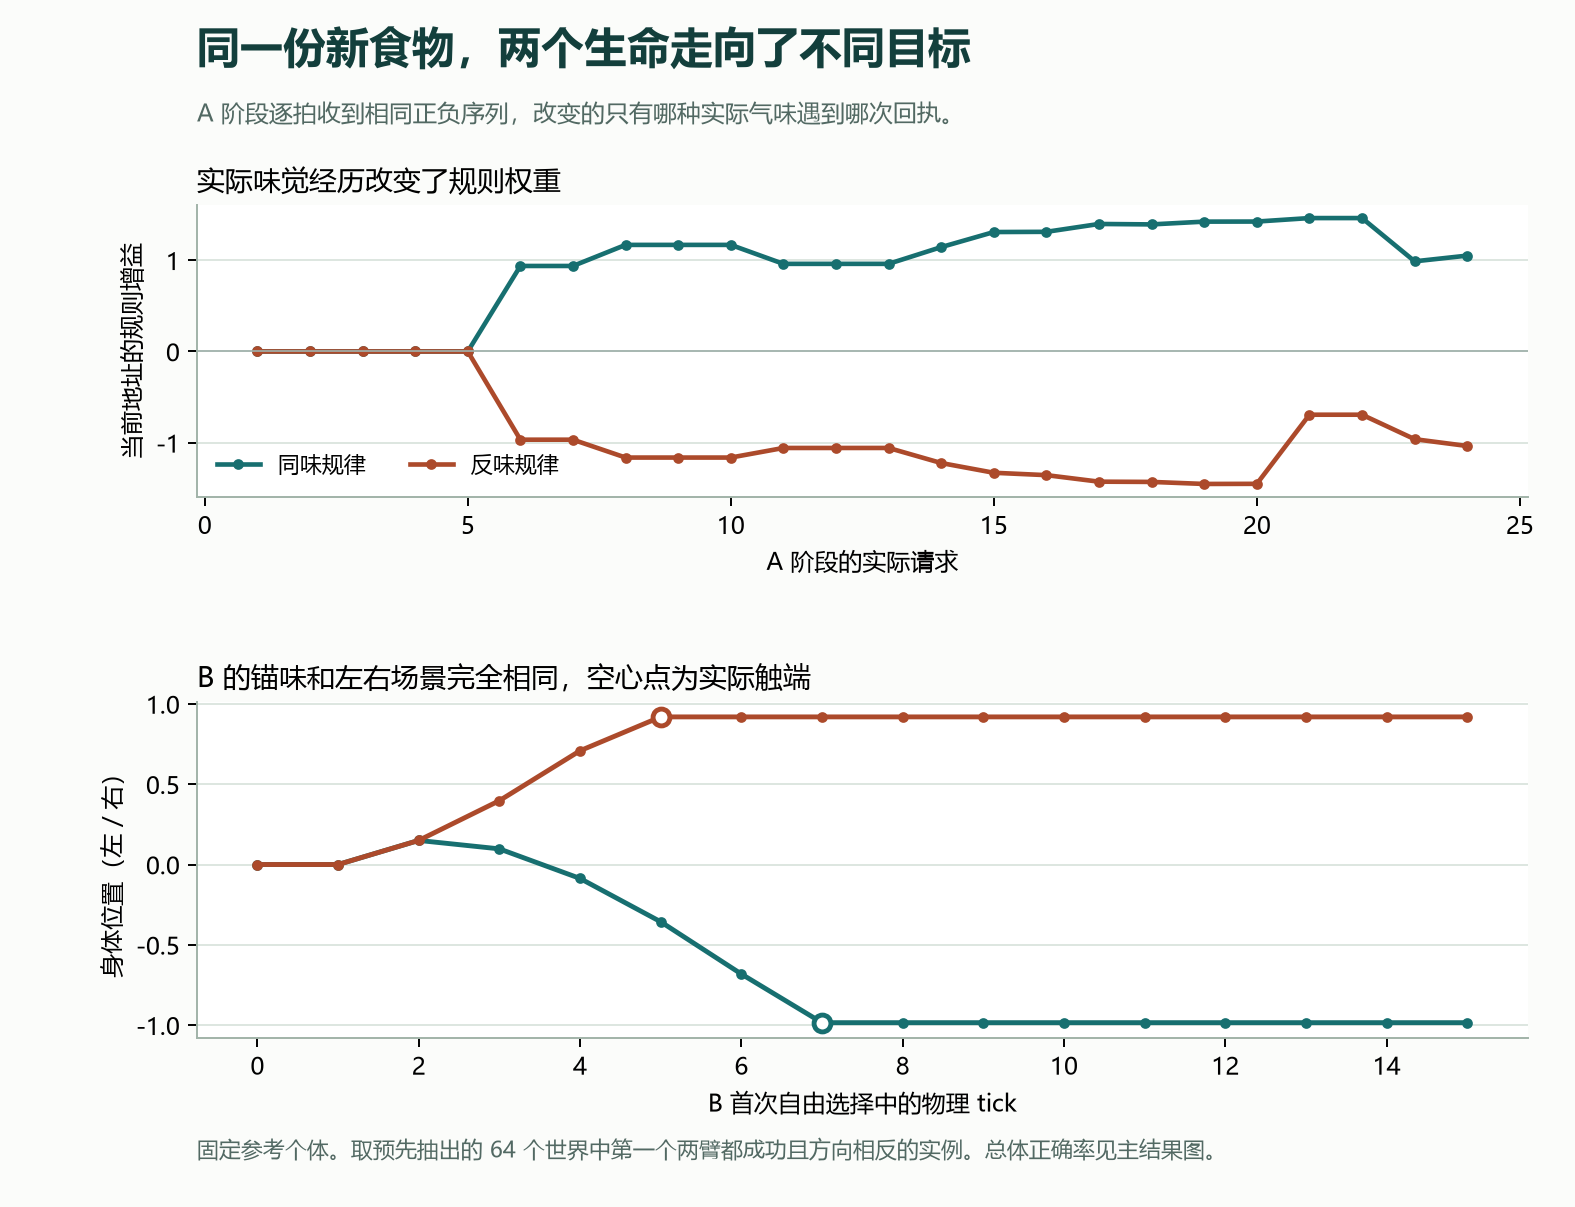 同一份新食物，两个生命走向了不同目标
A 阶段逐拍收到相同正负序列，改变的只有哪种实际气味遇到哪次回执。
实际味觉经历改变了规则权重
当前地址的规则增益
1
0
-1
同味规律
反味规律
0 5 10 15 20 25
A 阶段的实际请求
B 的锚味和左右场景完全相同，空心点为实际触端
身体位置（左 / 右）
1.0
0.5
0.0
-0.5
-1.0
0 2 4 6 8 10 12 14
B 首次自由选择中的物理 tick
固定参考个体。取预先抽出的 64 个世界中第一个两臂都成功且方向相反的实例。总体正确率见主结果图。